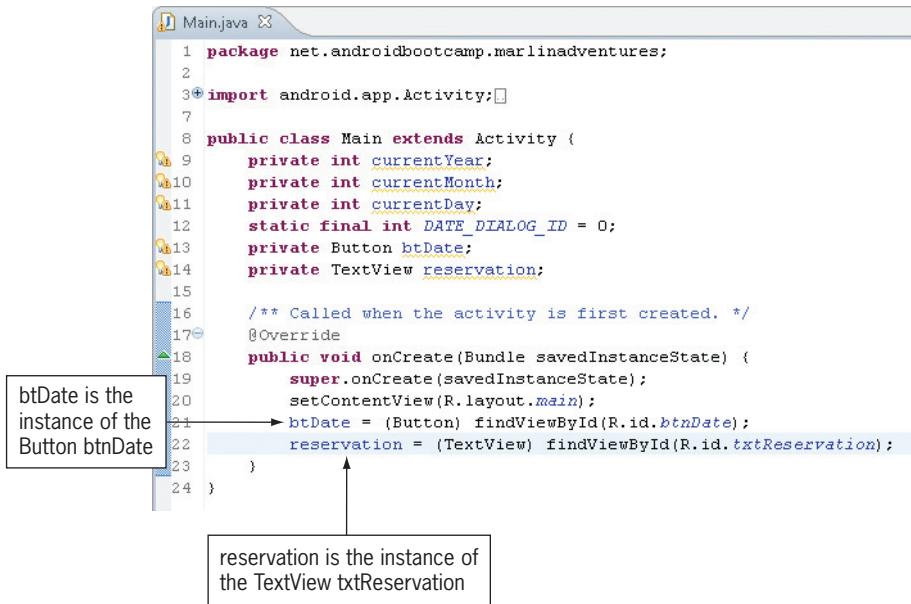 Main.java
1 package net.androidbootcamp.marlinadventures;
2
3 import android.app.Activity;
7
8 public class Main extends Activity {
9 private int currentYear;
10 private int currentMonth;
11 private int currentDay;
12 static final int DATE_DIALOG_ID = 0;
13 private Button btDate;
14 private TextView reservation;
15
16 /** Called when the activity is first created. */
17 @Override
18 public void onCreate(Bundle savedInstanceState) {
19 super.onCreate(savedInstanceState);
20 setContentView(R.layout.main);
21 btDate = (Button) findViewById(R.id.btnDate);
22 reservation = (TextView) findViewById(R.id.txtReservation);
23 }
24 }
btDate is the
instance of the
Button btnDate
reservation is the instance of
the TextView txtReservation